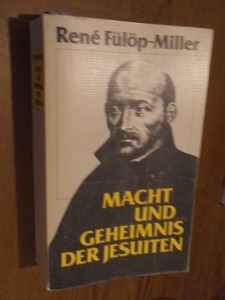 René Fülöp-Miller
MACHT
UND
GEHEIMNIS
DER JESUITEN